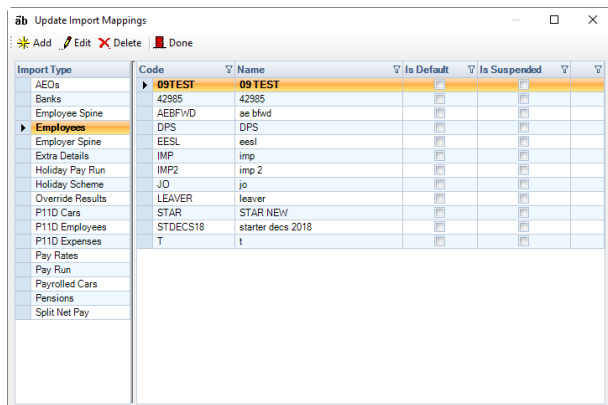 ab Update Import Mappings
Add Edit Delete Done
Import Type
AEOs
Banks
Employee Spine
Employees
Employer Spine
Extra Details
Holiday Pay Run
Holiday Scheme
Override Results
P11D Cars
P11D Employees
P11D Expenses
Pay Rates
Pay Run
Payrolled Cars
Pensions
Split Net Pay
Code Name Is Default Is Suspended
09TEST 09 TEST
42985 42985
AEBFWD ae bfwd
DPS DPS
EESL eesl
IMP imp
IMP2 imp 2
JO jo
LEAVER leaver
STAR STAR NEW
STDECS18 starter decs 2018
T t